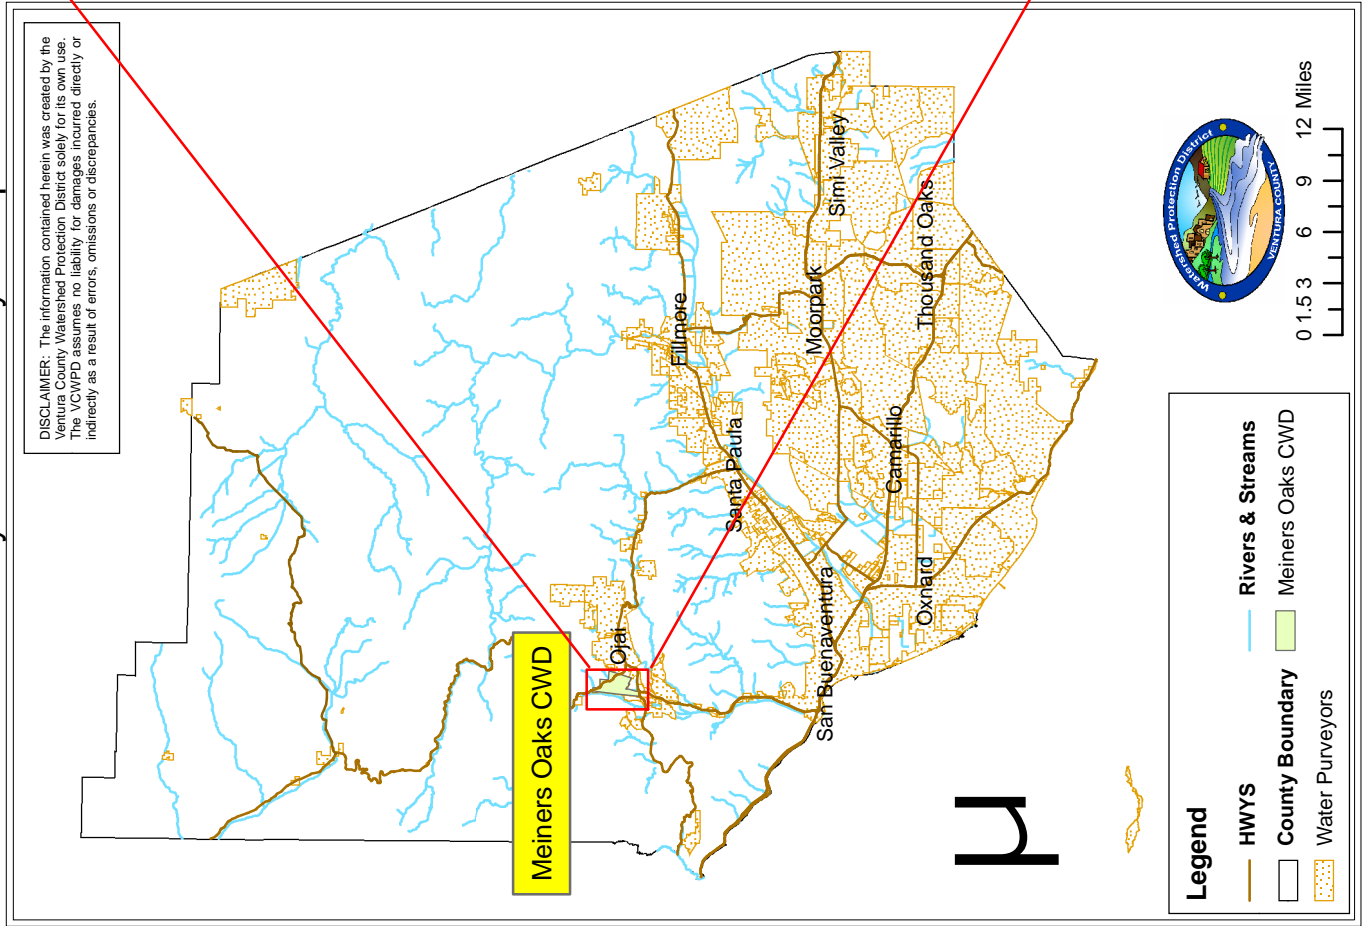 DISCLAIMER: The information contained herein was created by the
Ventura County Watershed Protection District solely for its own use.
The VCWPD assumes no liability for damages incurred directly or
indirectly as a result of errors, omissions or discrepancies.
Meiners Oaks CWD
Ojai
Fillmore
Santa Paula
San Buenaventura
Moorpark
Simi Valley
Camarillo
Thousand Oaks
Oxnard
µ
Legend
HWYS
Rivers & Streams
County Boundary
Meiners Oaks CWD
Water Purveyors
Watershed Protection District
VENTURA COUNTY
0 1.5 3 6 9 12 Miles